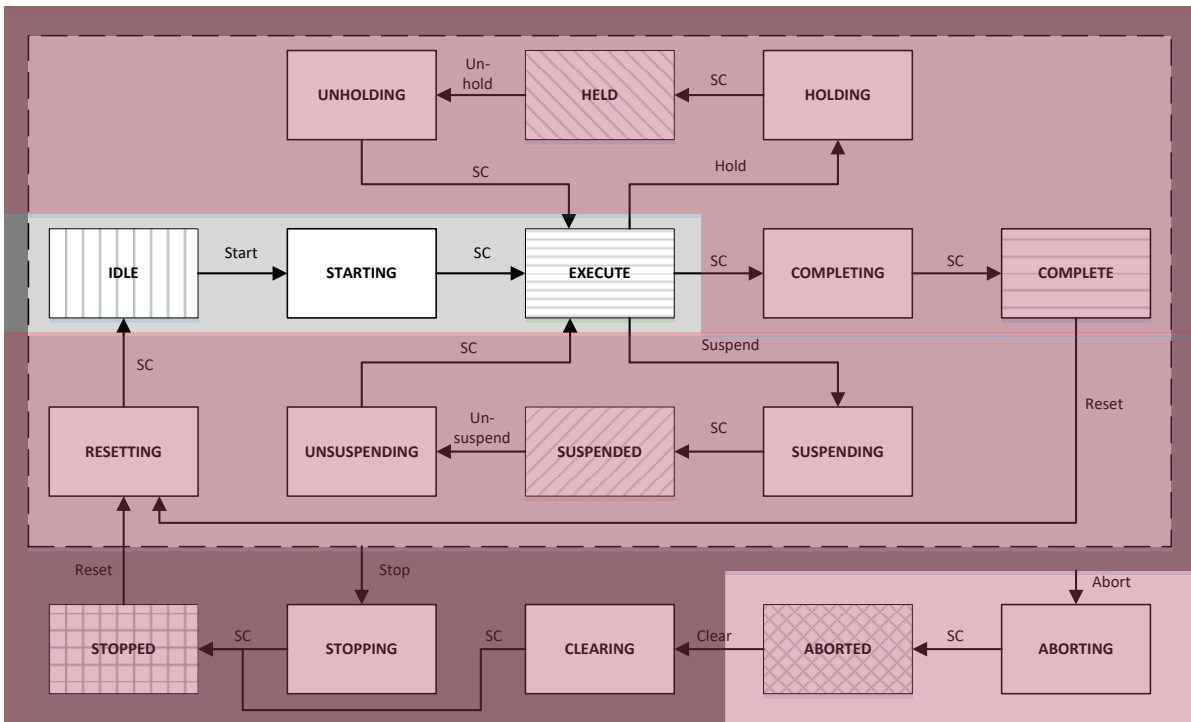 Un-
hold
SC
UNHOLDING
HELD
HOLDING
SC
Hold
IDLE
Start
STARTING
SC
EXECUTE
SC
COMPLETING
SC
COMPLETE
SC
SC
Suspend
Reset
RESETTING
UNSUSPENDING
Un-
suspend
SUSPENDED
SC
SUSPENDING
Reset
Stop
Abort
STOPPED
SC
STOPPING
SC
CLEARING
Clear
ABORTED
SC
ABORTING